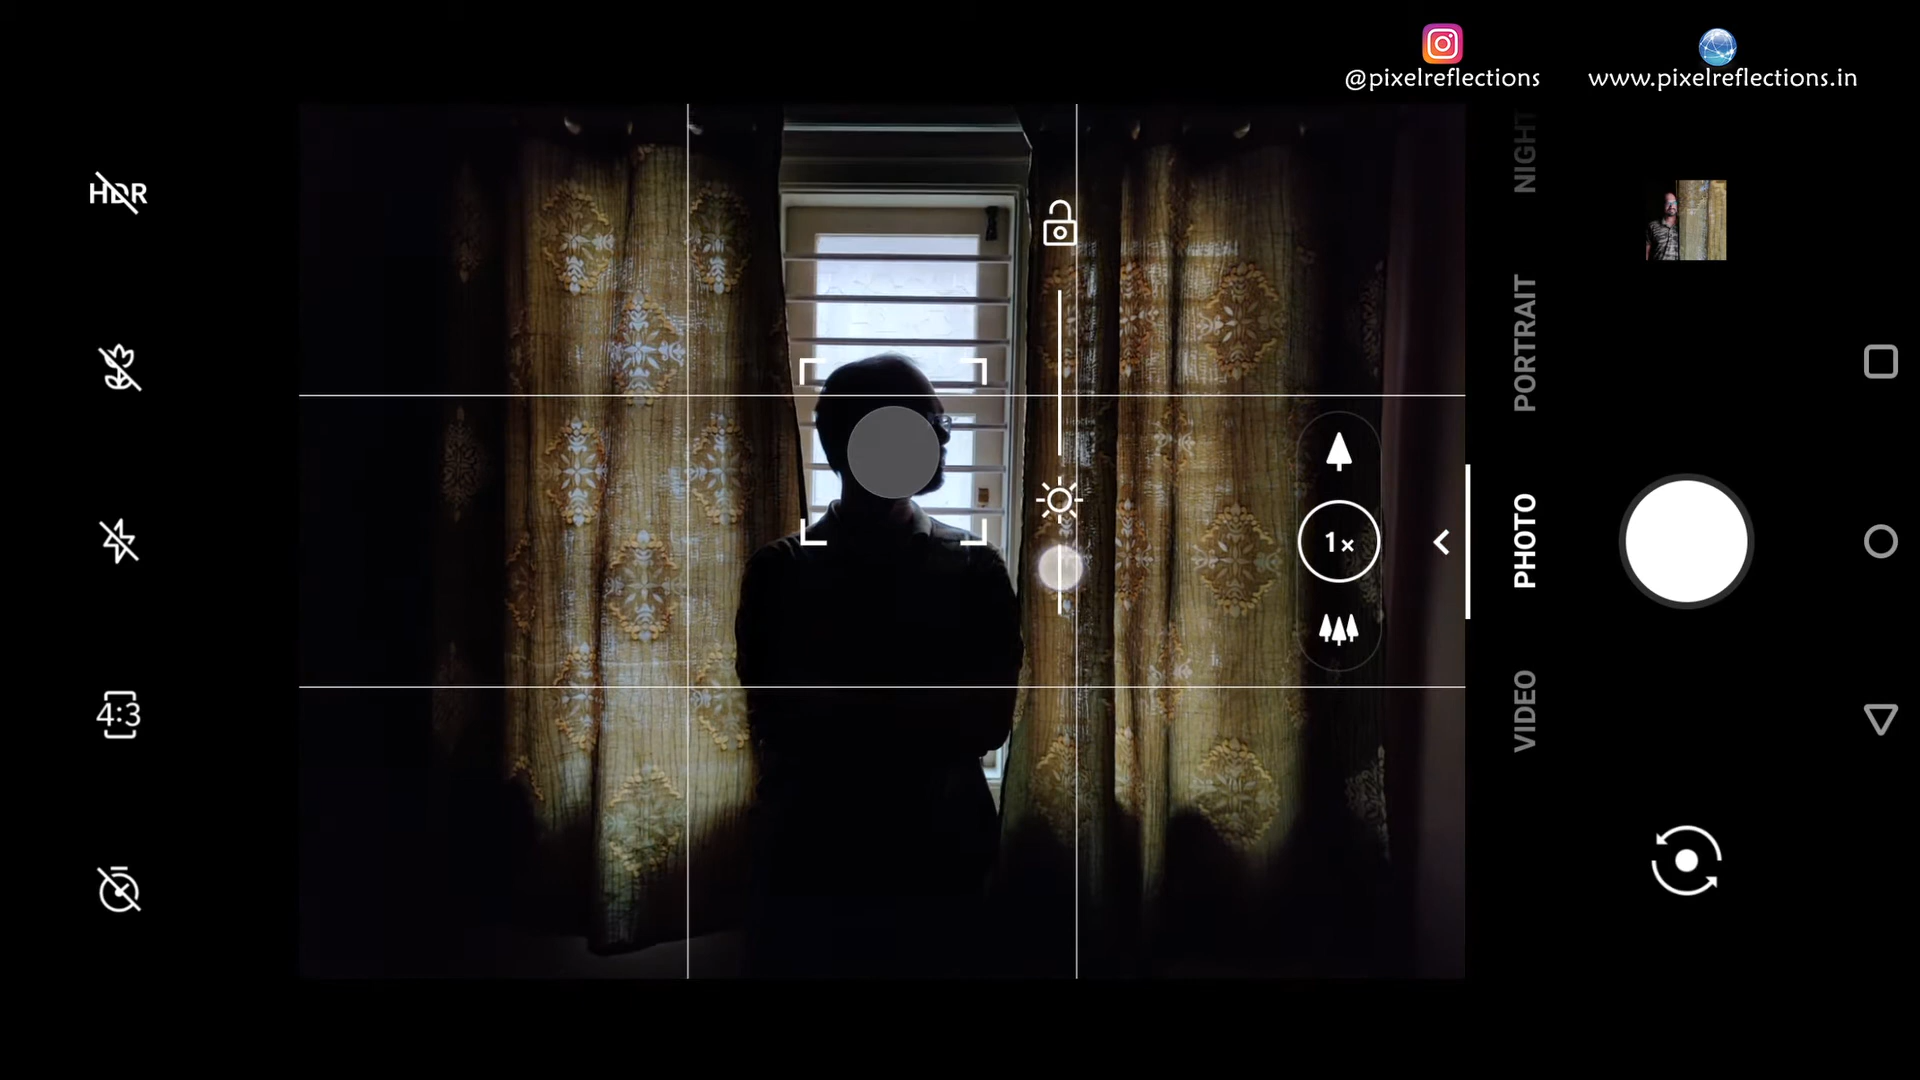 @pixelreflections
www.pixelreflections.in
HDR
4:3
1×
NIGHT
PORTRAIT
PHOTO
VIDEO